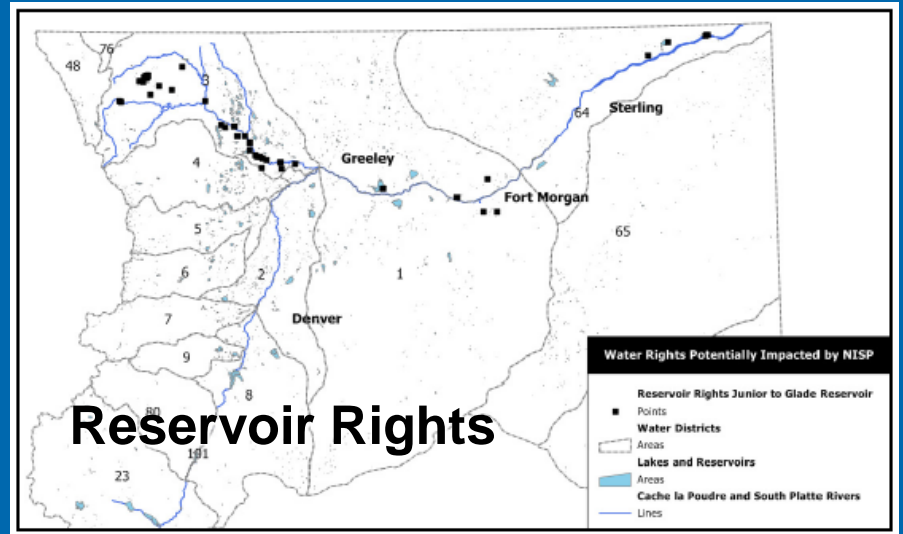 76
48
3
64
Sterling
Greeley
4
Fort Morgan
5
65
6
2
1
7
Denver
9
8
80
Reservoir Rights
101
23
Water Rights Potentially Impacted by NISP
Reservoir Rights Junior to Glade Reservoir
Points
Water Districts
Areas
Lakes and Reservoirs
Areas
Cache la Poudre and South Platte Rivers
Lines